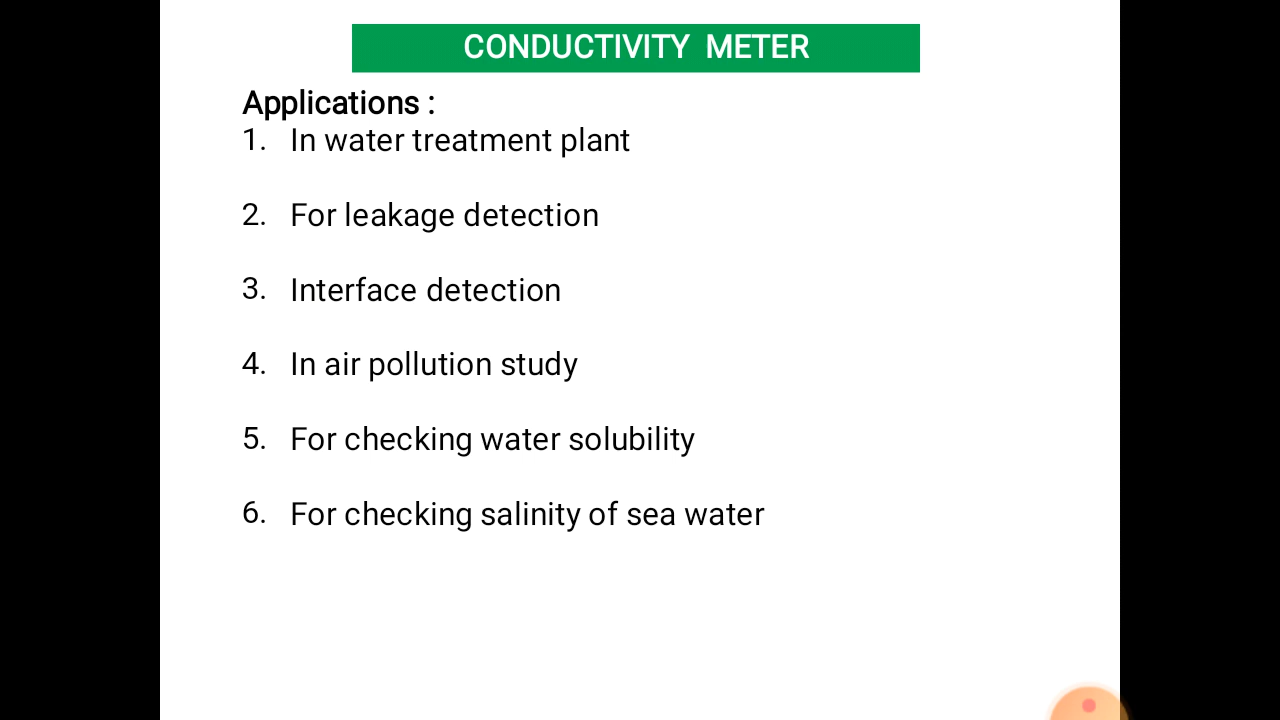 CONDUCTIVITY METER
Applications :
1. In water treatment plant
2. For leakage detection
3. Interface detection
4. In air pollution study
5. For checking water solubility
6. For checking salinity of sea water